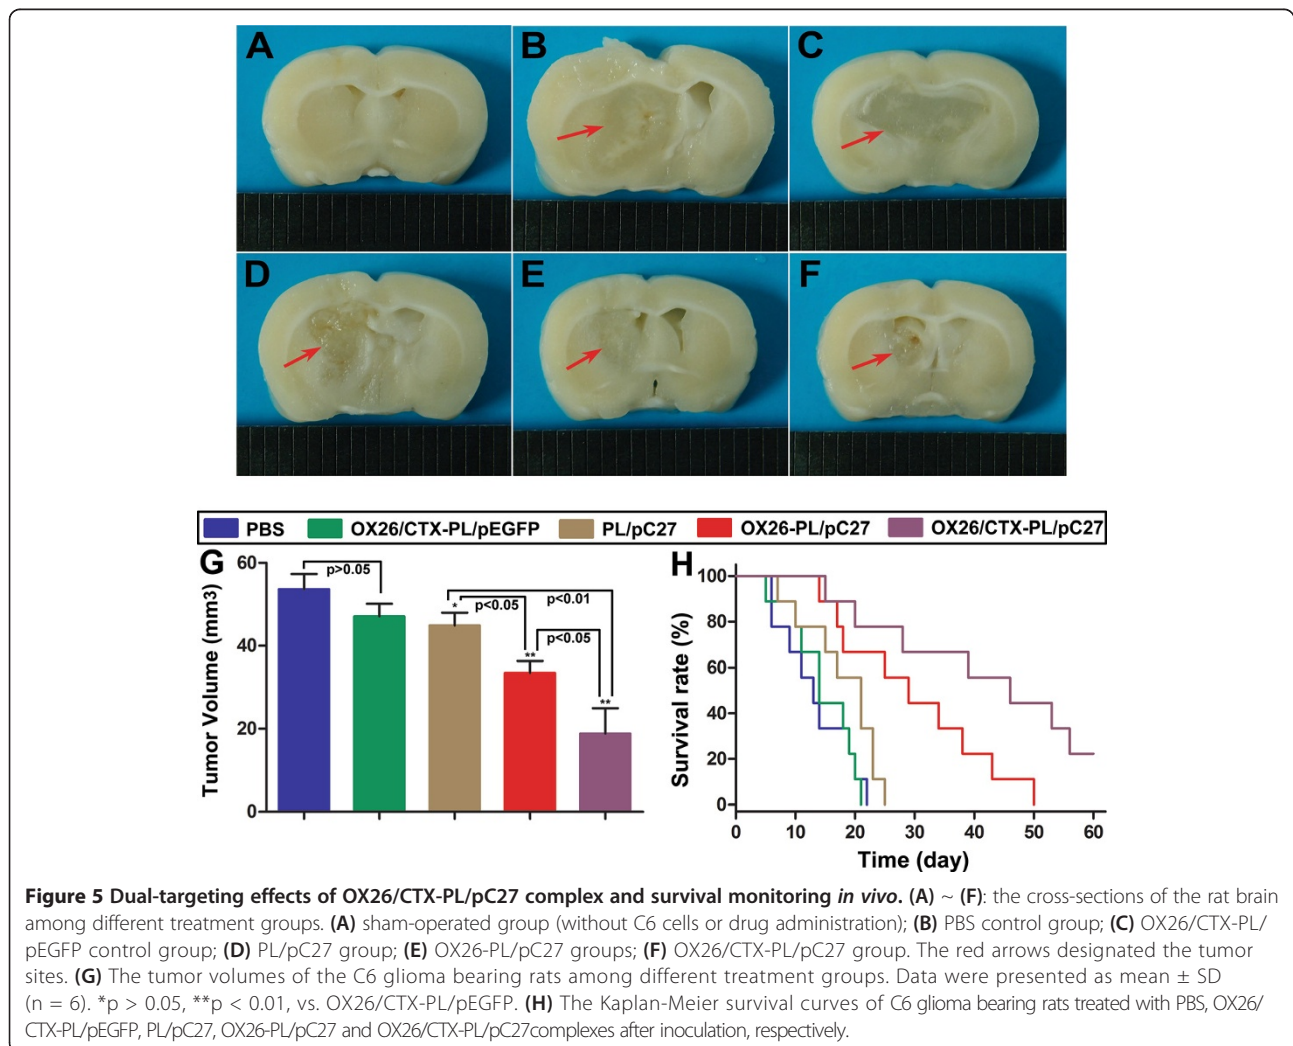 A
B
C
D
E
F
PBS
OX26/CTX-PL/pEGFP
PL/pC27
OX26-PL/pC27
OX26/CTX-PL/pC27
G
Tumor Volume (mm3)
60
40
20
0
p>0.05
*
p<0.05
p<0.01
**
p<0.05
**
H
Survival rate (%)
100
80
60
40
20
0
0 10 20 30 40 50 60
Time (day)
Figure 5 Dual-targeting effects of OX26/CTX-PL/pC27 complex and survival monitoring in vivo. (A) ~ (F): the cross-sections of the rat brain
among different treatment groups. (A) sham-operated group (without C6 cells or drug administration); (B) PBS control group; (C) OX26/CTX-PL/
pEGFP control group; (D) PL/pC27 group; (E) OX26-PL/pC27 groups; (F) OX26/CTX-PL/pC27 group. The red arrows designated the tumor
sites. (G) The tumor volumes of the C6 glioma bearing rats among different treatment groups. Data were presented as mean ± SD
(n = 6). *p > 0.05, **p < 0.01, vs. OX26/CTX-PL/pEGFP. (H) The Kaplan-Meier survival curves of C6 glioma bearing rats treated with PBS, OX26/
CTX-PL/pEGFP, PL/pC27, OX26-PL/pC27 and OX26/CTX-PL/pC27complexes after inoculation, respectively.